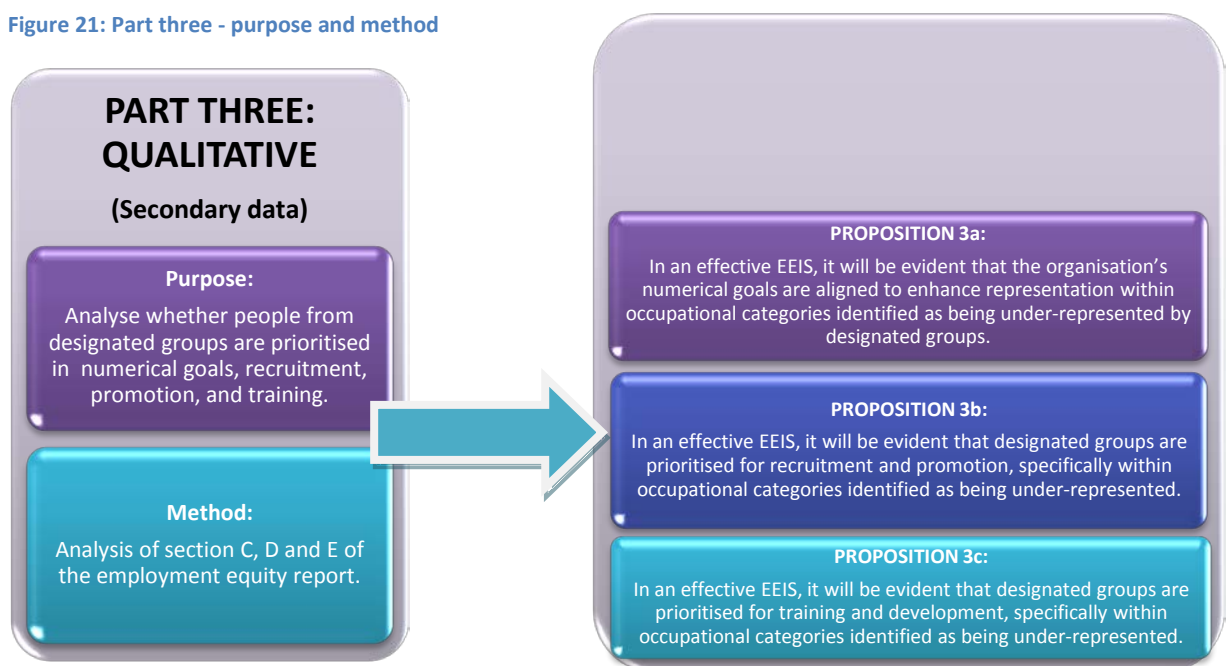 Figure 21: Part three - purpose and method
PART THREE:
QUALITATIVE
(Secondary data)
Purpose:
Analyse whether people from
designated groups are prioritised
in numerical goals, recruitment,
promotion, and training.
Method:
Analysis of section C, D and E of
the employment equity report.
PROPOSITION 3a:
In an effective EEIS, it will be evident that the organisation’s
numerical goals are aligned to enhance representation within
occupational categories identified as being under-represented by
designated groups.
PROPOSITION 3b:
In an effective EEIS, it will be evident that designated groups are
prioritised for recruitment and promotion, specifically within
occupational categories identified as being under-represented.
PROPOSITION 3c:
In an effective EEIS, it will be evident that designated groups are
prioritised for training and development, specifically within
occupational categories identified as being under-represented.